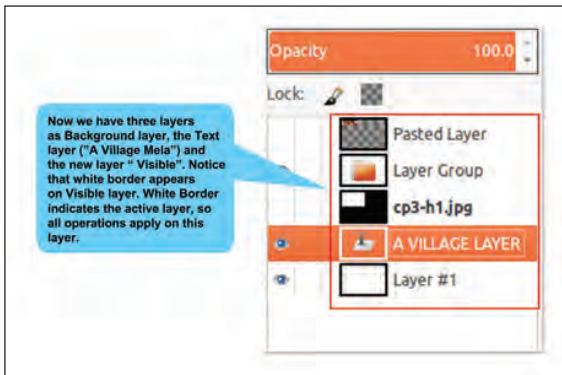 Opacity 100.0
Lock:
Now we have three layers
as Background layer, the Text
layer ("A Village Mela") and
the new layer “ Visible". Notice
that white border appears
on Visible layer. White Border
indicates the active layer, so
all operations apply on this
layer.
Pasted Layer
Layer Group
cp3-h1.jpg
A VILLAGE LAYER
Layer #1